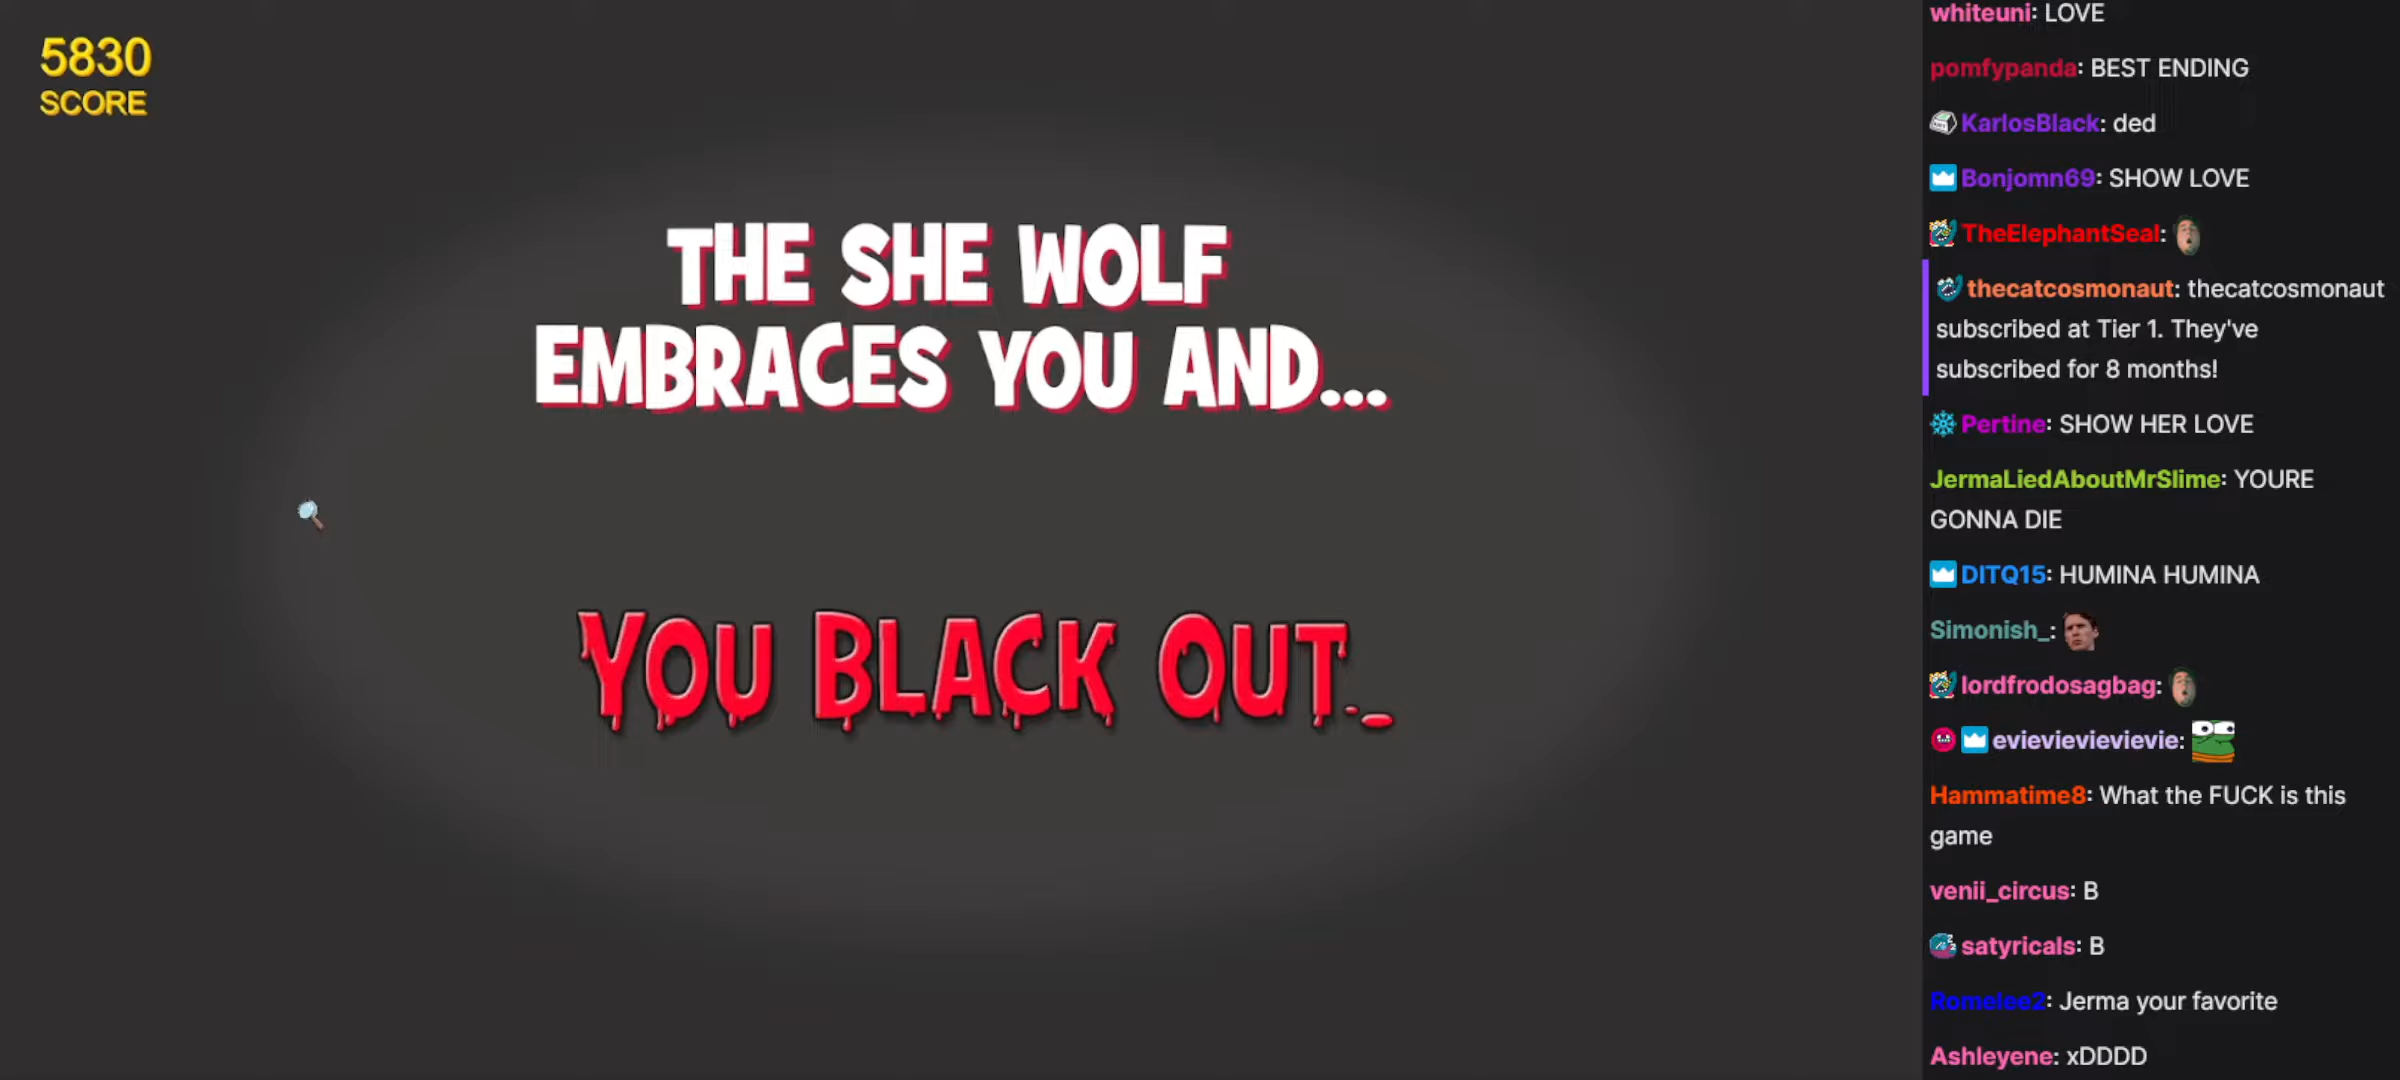 5830
SCORE
THE SHE WOLF
EMBRACES YOU AND...
YOU BLACK OUT._
whiteuni: LOVE
pomfypanda: BEST ENDING
KarlosBlack: ded
Bonjomn69: SHOW LOVE
TheElephantSeal:
thecatcosmonaut: thecatcosmonaut
subscribed at Tier 1. They've
subscribed for 8 months!
Pertine: SHOW HER LOVE
JermaLiedAboutMrSlime: YOURE
GONNA DIE
DITQ15: HUMINA HUMINA
Simonish_:
lordfrodosagbag:
evievievievievie:
Hammatime8: What the FUCK is this
game
venii_circus: B
satyricals: B
Romelee2: Jerma your favorite
Ashleyene: xDDDD